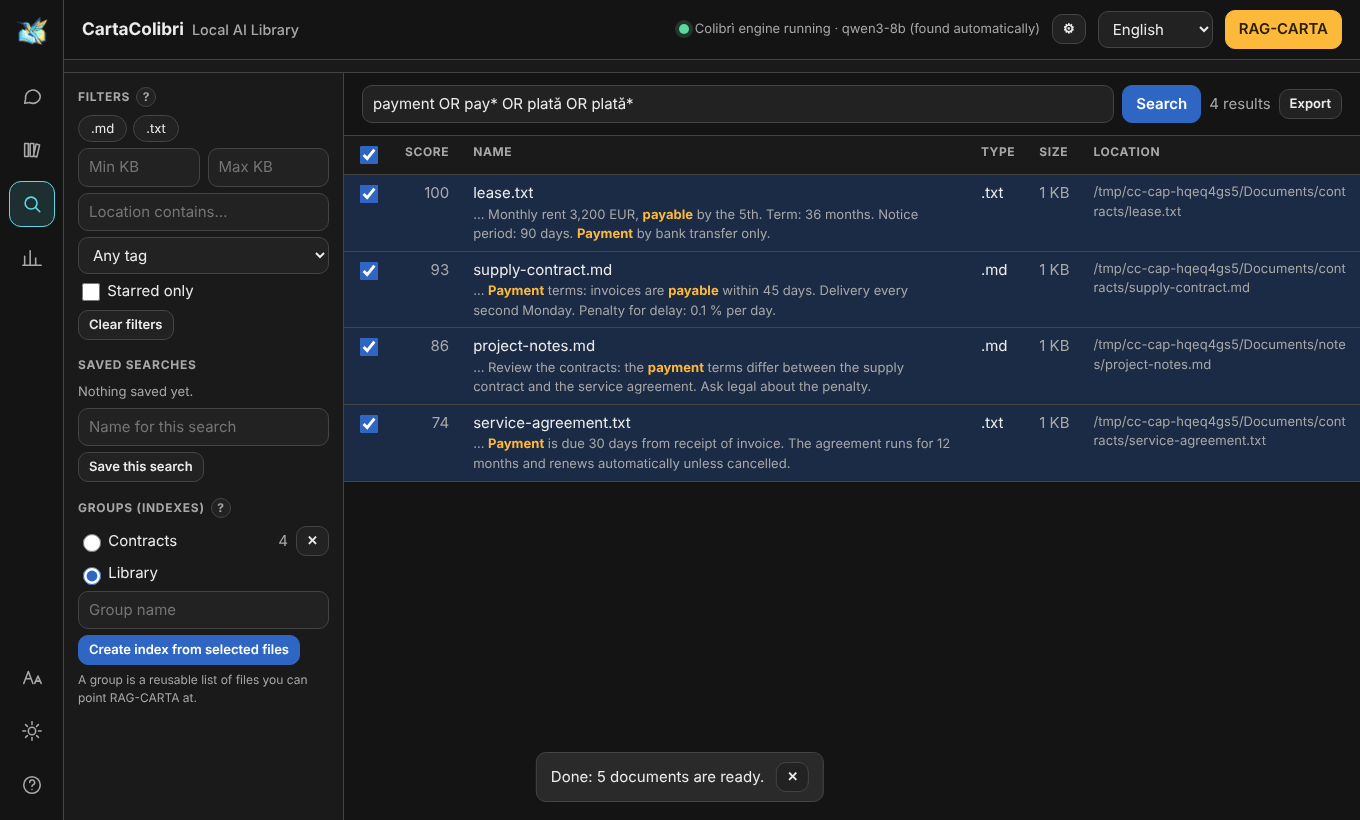 CartaColibri Local AI Library
Colibrì engine running · qwen3-8b (found automatically)
English
RAG-CARTA
FILTERS ?
.md .txt
Min KB Max KB
Location contains...
Any tag
Starred only
Clear filters
SAVED SEARCHES
Nothing saved yet.
Name for this search
Save this search
GROUPS (INDEXES) ?
Contracts 4 ×
Library
Group name
Create index from selected files
A group is a reusable list of files you can
point RAG-CARTA at.
AA
?
payment OR pay* OR plată OR plată*
Search
4 results
Export
SCORE NAME TYPE SIZE LOCATION
100 lease.txt .txt 1 KB /tmp/cc-cap-hqeq4gs5/Documents/cont
racts/lease.txt
... Monthly rent 3,200 EUR, payable by the 5th. Term: 36 months. Notice
period: 90 days. Payment by bank transfer only.
93 supply-contract.md .md 1 KB /tmp/cc-cap-hqeq4gs5/Documents/cont
racts/supply-contract.md
... Payment terms: invoices are payable within 45 days. Delivery every
second Monday. Penalty for delay: 0.1 % per day.
86 project-notes.md .md 1 KB /tmp/cc-cap-hqeq4gs5/Documents/note
s/project-notes.md
... Review the contracts: the payment terms differ between the supply
contract and the service agreement. Ask legal about the penalty.
74 service-agreement.txt .txt 1 KB /tmp/cc-cap-hqeq4gs5/Documents/cont
racts/service-agreement.txt
... Payment is due 30 days from receipt of invoice. The agreement runs for 12
months and renews automatically unless cancelled.
Done: 5 documents are ready. ×